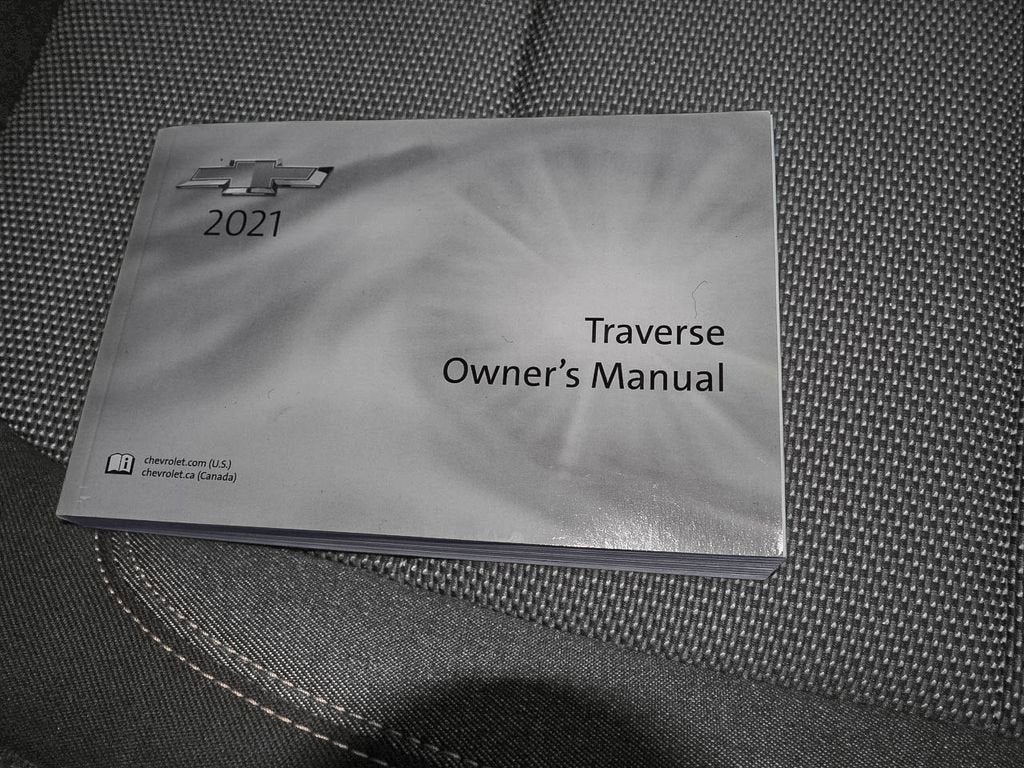 2021
Traverse
Owner's Manual
chevrolet.com (U.S.)
chevrolet.ca (Canada)